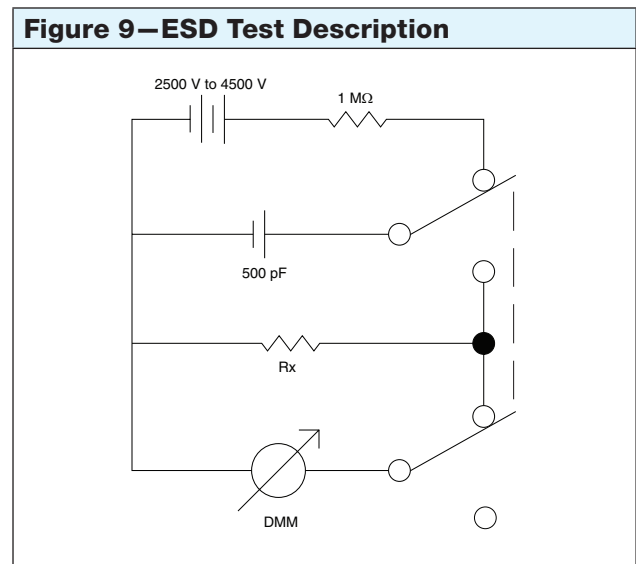 Figure 9—ESD Test Description
2500 V to 4500 V
1 MΩ
500 pF
Rx
DMM